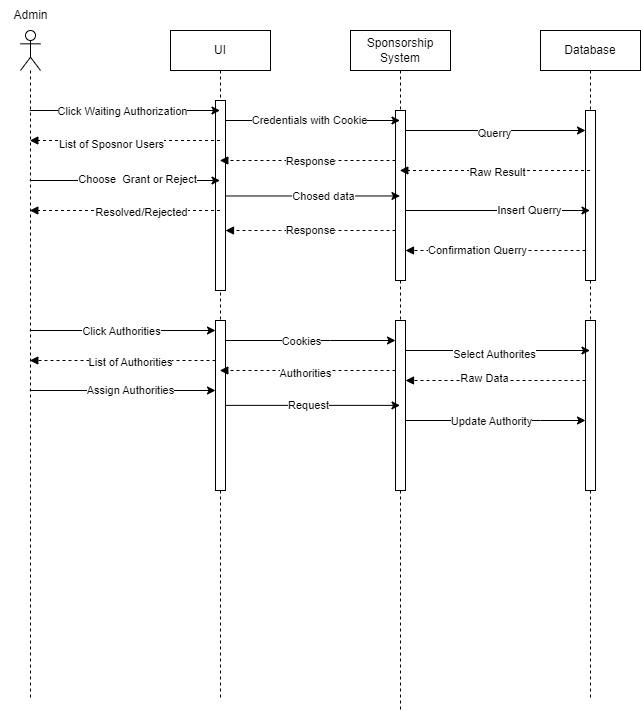 Admin
UI
Sponsorship
System
Database
Click Waiting Authorization
Credentials with Cookie
Querry
List of Sposnor Users
Response
Raw Result
Choose Grant or Reject
Chosed data
Resolved/Rejected
Insert Querry
Response
Confirmation Querry
Click Authorities
Cookies
Select Authorites
List of Authorities
Authorities
Raw Data
Assign Authorities
Request
Update Authority